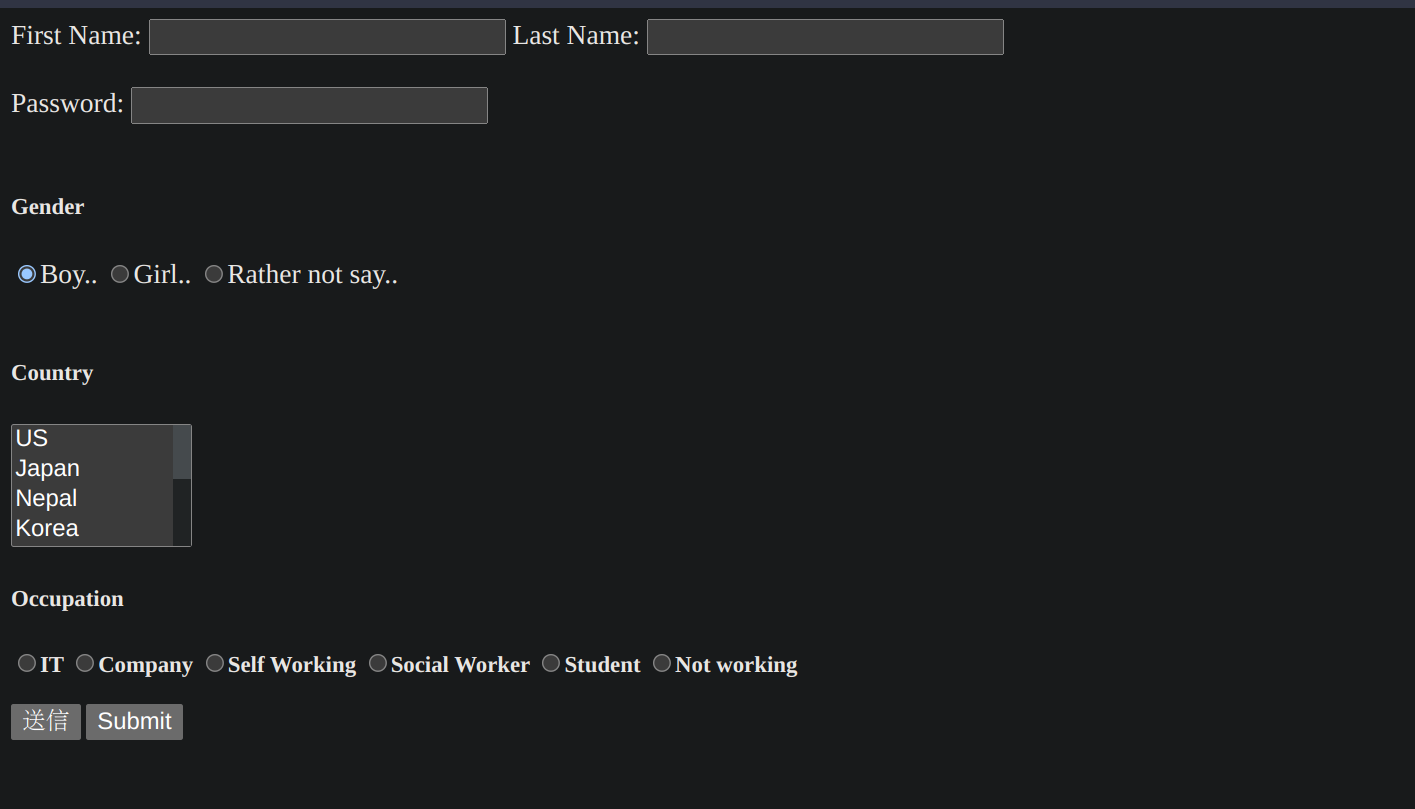 First Name: Last Name:
Password:
Gender
Boy.. Girl.. Rather not say..
Country
US
Japan
Nepal
Korea
Occupation
IT Company Self Working Social Worker Student Not working
送信 Submit